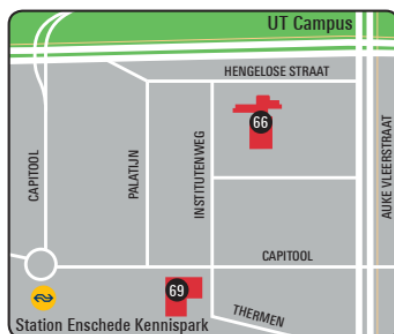 UT Campus
HENGELOSE STRAAT
66
CAPITOOL
PALATIJN
INSTITUTENWEG
AUKE VLEERSTRAAT
CAPITOOL
69
THERMEN
Station Enschede Kennispark